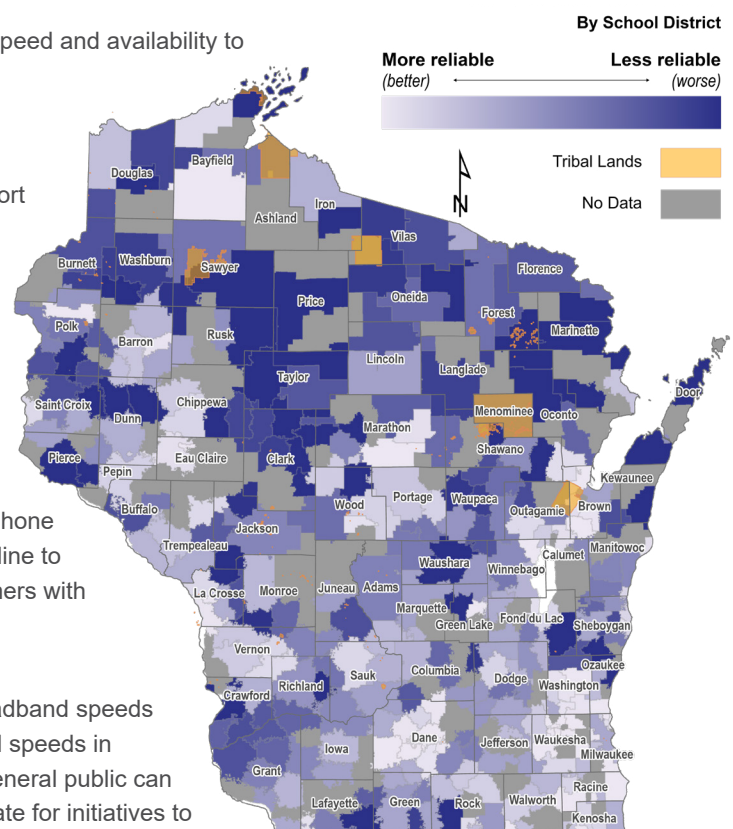 peed and availability to
ort
hone
line to
ners with
adband speeds
l speeds in
eneral public can
ate for initiatives to
By School District
More reliable
Less reliable
(better)
(worse)
Tribal Lands
No Data
N
Douglas
Bayfield
Iron
Ashland
Vilas
Burnett
Washburn
Sawyer
Florence
Price
Oneida
Forest
Polk
Barron
Rusk
Marinette
Lincoln
Langlade
Taylor
Door
Saint Croix
Dunn
Chippewa
Menominee
Oconto
Marathon
Shawano
Pierce
Eau Claire
Clark
Pepin
Kewaunee
Buffalo
Wood
Portage
Waupaca
Outagamie
Brown
Jackson
Trempealeau
Waushara
Calumet
Manitowoc
Winnebago
La Crosse
Monroe
Juneau
Adams
Marquette
Green Lake
Fond du Lac
Sheboygan
Vernon
Sauk
Columbia
Ozaukee
Richland
Dodge
Washington
Crawford
Dane
Iowa
Jefferson
Waukesha
Milwaukee
Grant
Racine
Lafayette
Green
Rock
Walworth
Kenosha